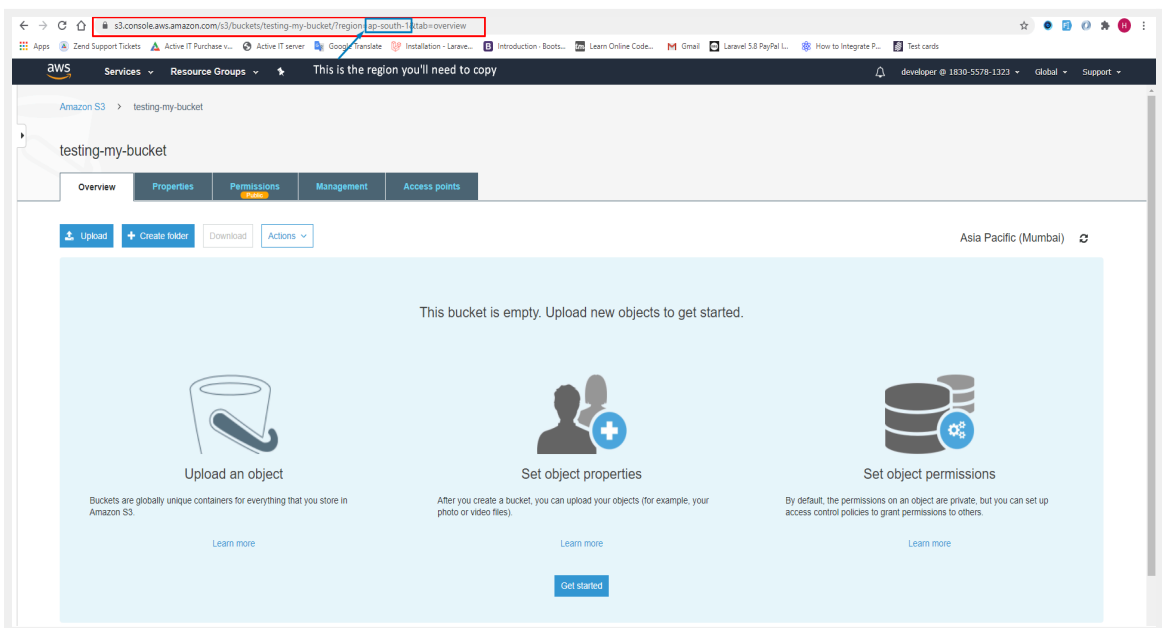 s3.console.aws.amazon.com/s3/buckets/testing-my-bucket/?region=ap-south-1&tab=overview
H
Apps Zend Support Tickets Active IT Purchase v... Active IT server Google Translate Installation - Larave... B Introduction - Boots... tm Learn Online Code... M Gmail Laravel 5.8 PayPal I... How to Integrate P... Test cards
aws Services Resource Groups This is the region you'll need to copy developer @ 1830-5578-1323 Global Support
Amazon S3 > testing-my-bucket
testing-my-bucket
Overview Properties Permissions Management Access points
Public
Upload Create folder Download Actions Asia Pacific (Mumbai)
This bucket is empty. Upload new objects to get started.
Upload an object
Buckets are globally unique containers for everything that you store in
Amazon S3.
Learn more
Set object properties
After you create a bucket, you can upload your objects (for example, your
photo or video files).
Learn more
Get started
Set object permissions
By default, the permissions on an object are private, but you can set up
access control policies to grant permissions to others.
Learn more